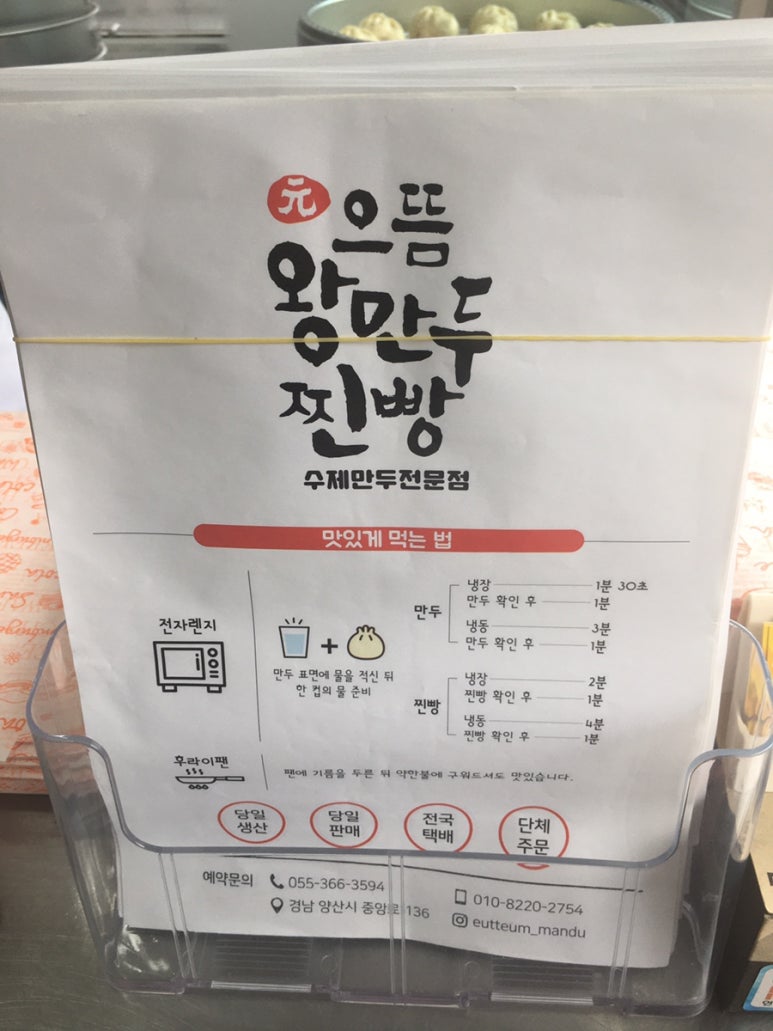 元 으뜸
왕만두
찐빵
수제만두전문점
맛있게 먹는 법
전자렌지
만두 표면에 물을 적신 뒤
한 컵의 물 준비
만두
냉장 1분 30초
만두 확인 후 1분
냉동 3분
만두 확인 후 1분
찐빵
냉장 2분
찐빵 확인 후 1분
냉동 4분
찐빵 확인 후 1분
후라이팬
팬에 기름을 두른 뒤 약한불에 구워드셔도 맛있습니다.
당일 생산
당일 판매
전국 택배
단체 주문
예약문의 055-366-3594
010-8220-2754
경남 양산시 중앙로 136
eutteum_mandu